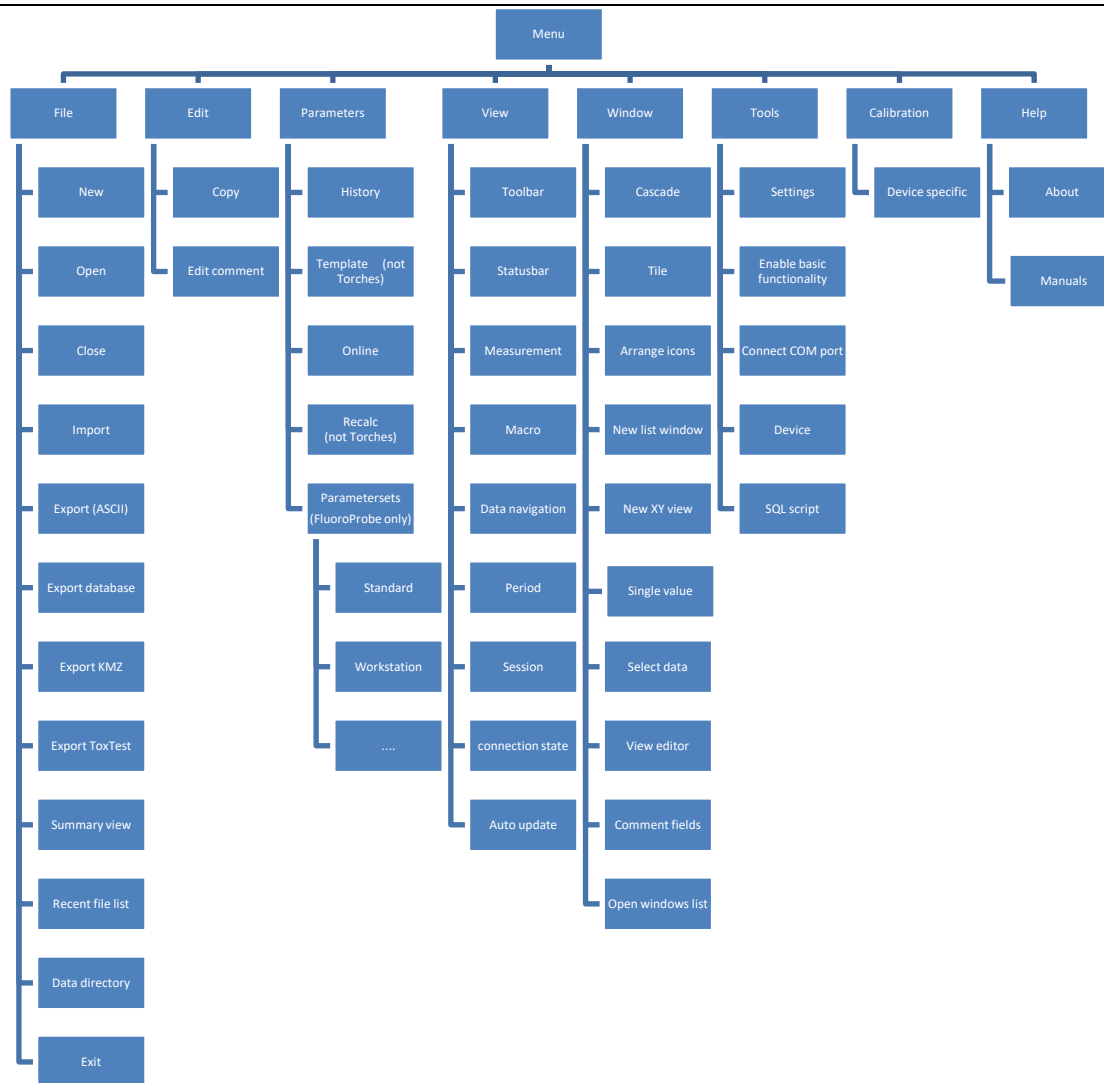 Menu
File
Edit
Parameters
View
Window
Tools
Calibration
Help
New
Copy
History
Toolbar
Cascade
Settings
Device specific
About
Open
Edit comment
Template (not
Torches)
Statusbar
Tile
Enable basic
functionality
Manuals
Close
Online
Measurement
Arrange icons
Connect COM port
Import
Recalc
(not Torches)
Macro
New list window
Device
Export (ASCII)
Parametersets
(FluoroProbe only)
Data navigation
New XY view
SQL script
Export database
Standard
Period
Single value
Export KMZ
Workstation
Session
Select data
Export ToxTest
....
connection state
View editor
Summary view
Auto update
Comment fields
Recent file list
Open windows list
Data directory
Exit